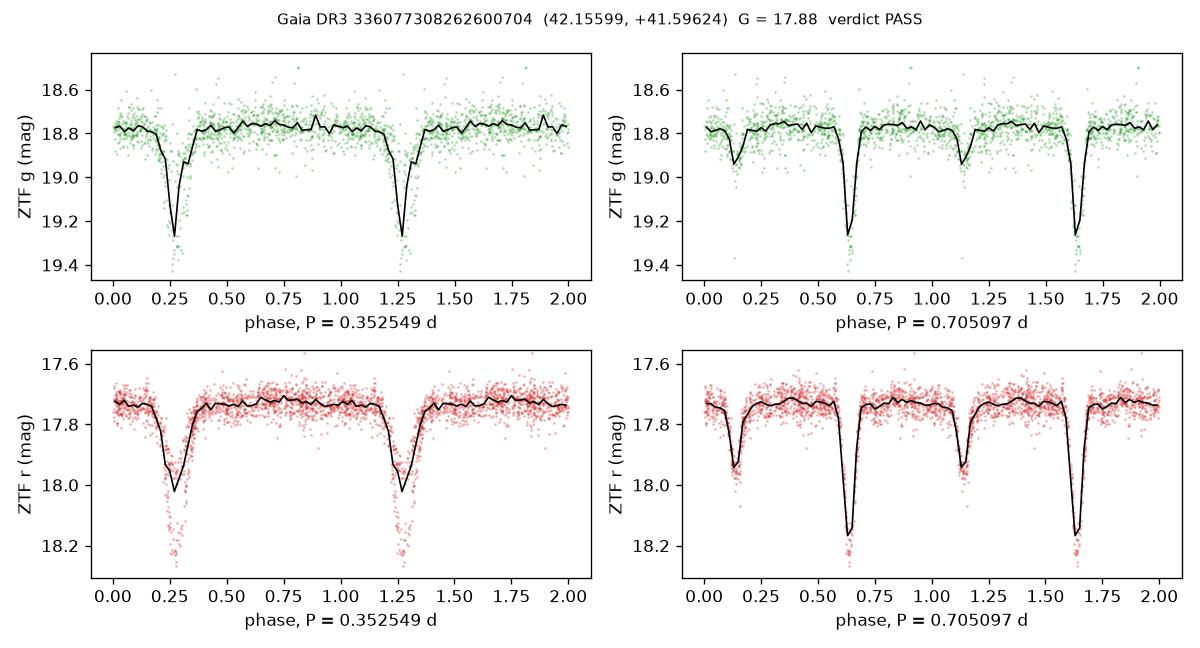 Gaia DR3 336077308262600704 (42.15599, +41.59624) G = 17.88 verdict PASS
ZTF g (mag)
18.6
18.8
19.0
19.2
19.4
0.00 0.25 0.50 0.75 1.00 1.25 1.50 1.75 2.00
phase, P = 0.352549 d
ZTF g (mag)
18.6
18.8
19.0
19.2
19.4
0.00 0.25 0.50 0.75 1.00 1.25 1.50 1.75 2.00
phase, P = 0.705097 d
ZTF r (mag)
17.6
17.8
18.0
18.2
0.00 0.25 0.50 0.75 1.00 1.25 1.50 1.75 2.00
phase, P = 0.352549 d
ZTF r (mag)
17.6
17.8
18.0
18.2
0.00 0.25 0.50 0.75 1.00 1.25 1.50 1.75 2.00
phase, P = 0.705097 d